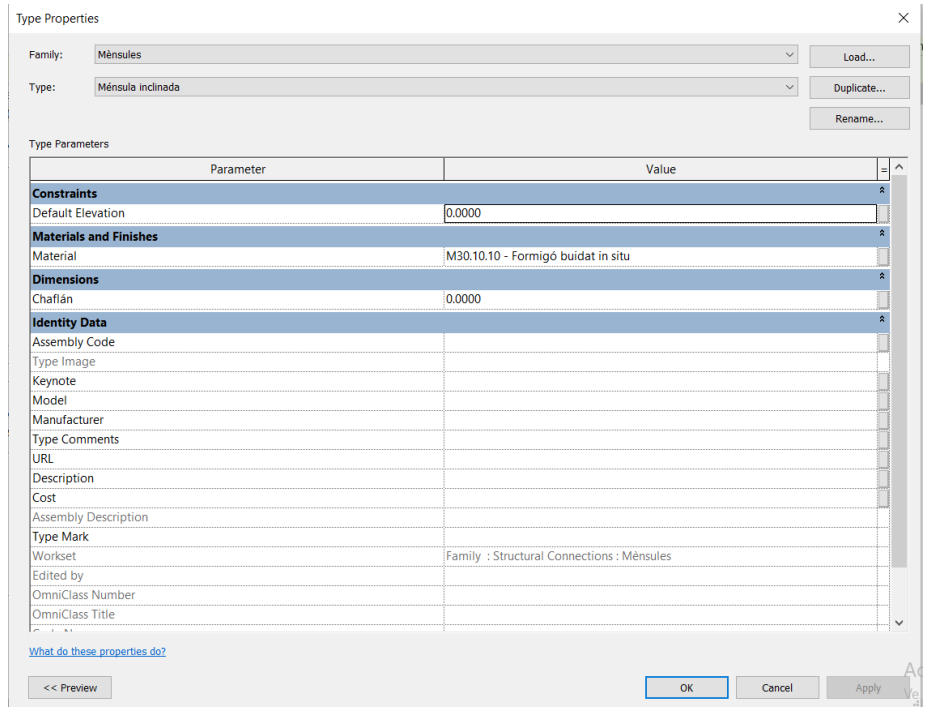 Type Properties
Family: Mènsules Load...
Type: Ménsula inclinada Duplicate...
Rename...
Type Parameters
Parameter Value =
Constraints
Default Elevation 0.0000
Materials and Finishes
Material M30.10.10 - Formigó buidat in situ
Dimensions
Chaflán 0.0000
Identity Data
Assembly Code
Type Image
Keynote
Model
Manufacturer
Type Comments
URL
Description
Cost
Assembly Description
Type Mark
Workset Family : Structural Connections : Mènsules
Edited by
OmniClass Number
OmniClass Title
What do these properties do?
<< Preview OK Cancel Apply